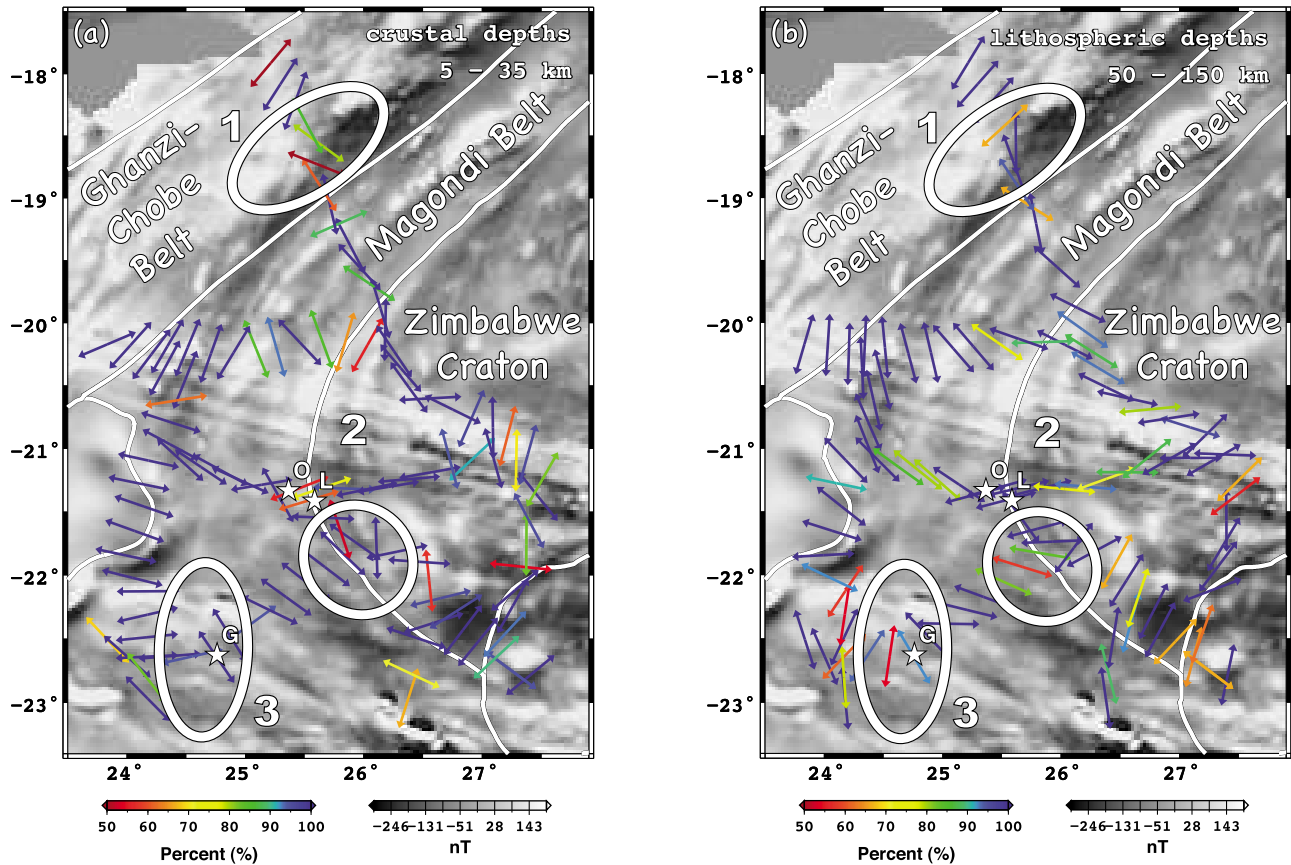 (a)
crustal depths
5 – 35 km
1
Ghanzi-
Chobe
Belt
Magondi Belt
Zimbabwe
Craton
2
O
L
G
3
−18°
−19°
−20°
−21°
−22°
−23°
24°
25°
26°
27°
50 60 70 80 90 100
Percent (%)
−246 −131 −51 28 143
nT
(b)
lithospheric depths
50 – 150 km
1
Ghanzi-
Chobe
Belt
Magondi Belt
Zimbabwe
Craton
2
O
L
G
3
−18°
−19°
−20°
−21°
−22°
−23°
24°
25°
26°
27°
50 60 70 80 90 100
Percent (%)
−246 −131 −51 28 143
nT